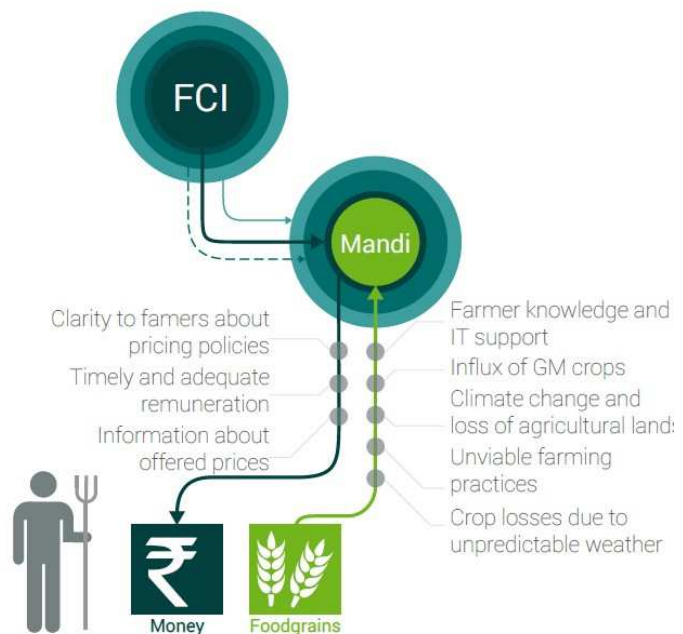 FCI
Mandi
Clarity to famers about
pricing policies
Timely and adequate
remuneration
Information about
offered prices
Farmer knowledge and
IT support
Influx of GM crops
Climate change and
loss of agricultural lands
Unviable farming
practices
Crop losses due to
unpredictable weather
₹
Money
Foodgrains